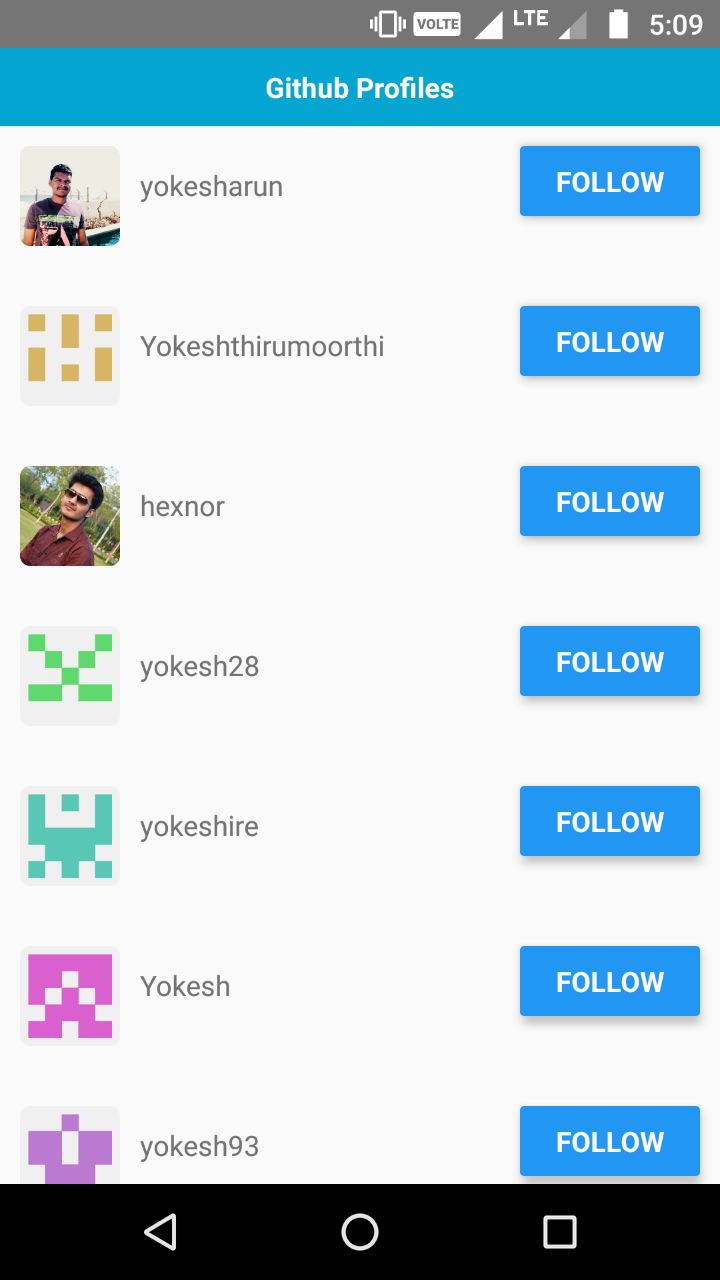 VOLTE LTE 5:09
Github Profiles
yokesharun FOLLOW
Yokeshthirumoorthi FOLLOW
hexnor FOLLOW
yokesh28 FOLLOW
yokeshire FOLLOW
Yokesh FOLLOW
yokesh93 FOLLOW